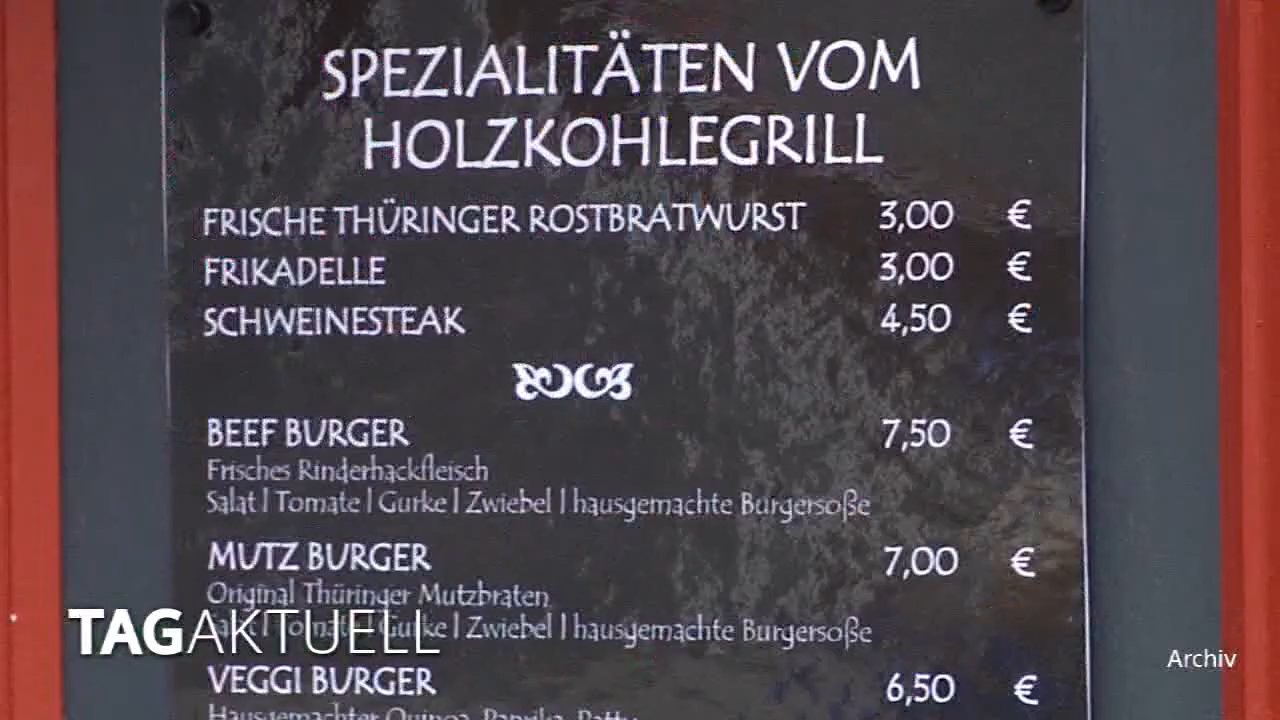 SPEZIALITÄTEN VOM
HOLZKOHLEGRILL
FRISCHE THÜRINGER ROSTBRATWURST 3,00 €
FRIKADELLE 3,00 €
SCHWEINESTEAK 4,50 €
BEEF BURGER 7,50 €
Frisches Rinderhackfleisch
Salat | Tomate | Gurke | Zwiebel | hausgemachte Burgersoße
MUTZ BURGER 7,00 €
Original Thüringer Mutzbraten
Salat | Tomate | Gurke | Zwiebel | hausgemachte Burgersoße
TAGAKTUELL
Archiv
VEGGI BURGER 6,50 €
Hausgemachter Quinoa, Paprika, Patty